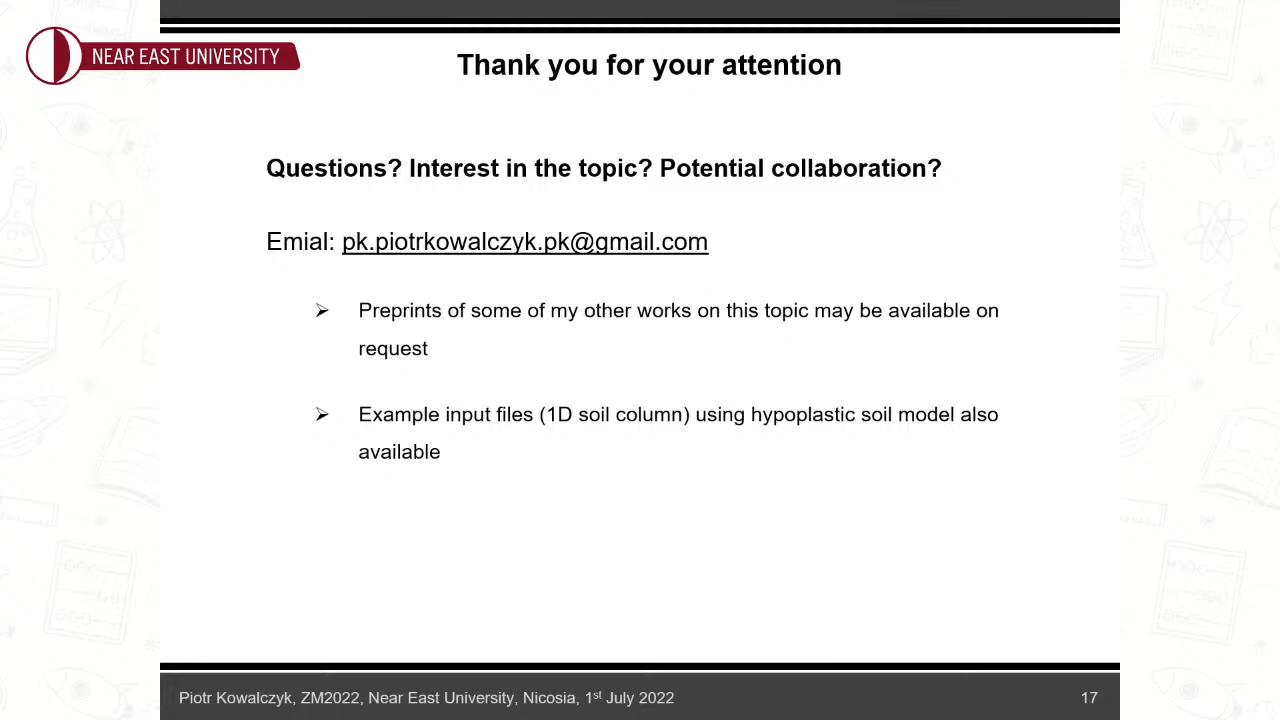 NEAR EAST UNIVERSITY
Thank you for your attention
Questions? Interest in the topic? Potential collaboration?
Emial: pk.piotrkowalczyk.pk@gmail.com
➢ Preprints of some of my other works on this topic may be available on
request
➢ Example input files (1D soil column) using hypoplastic soil model also
available
Piotr Kowalczyk, ZM2022, Near East University, Nicosia, 1st July 2022
17